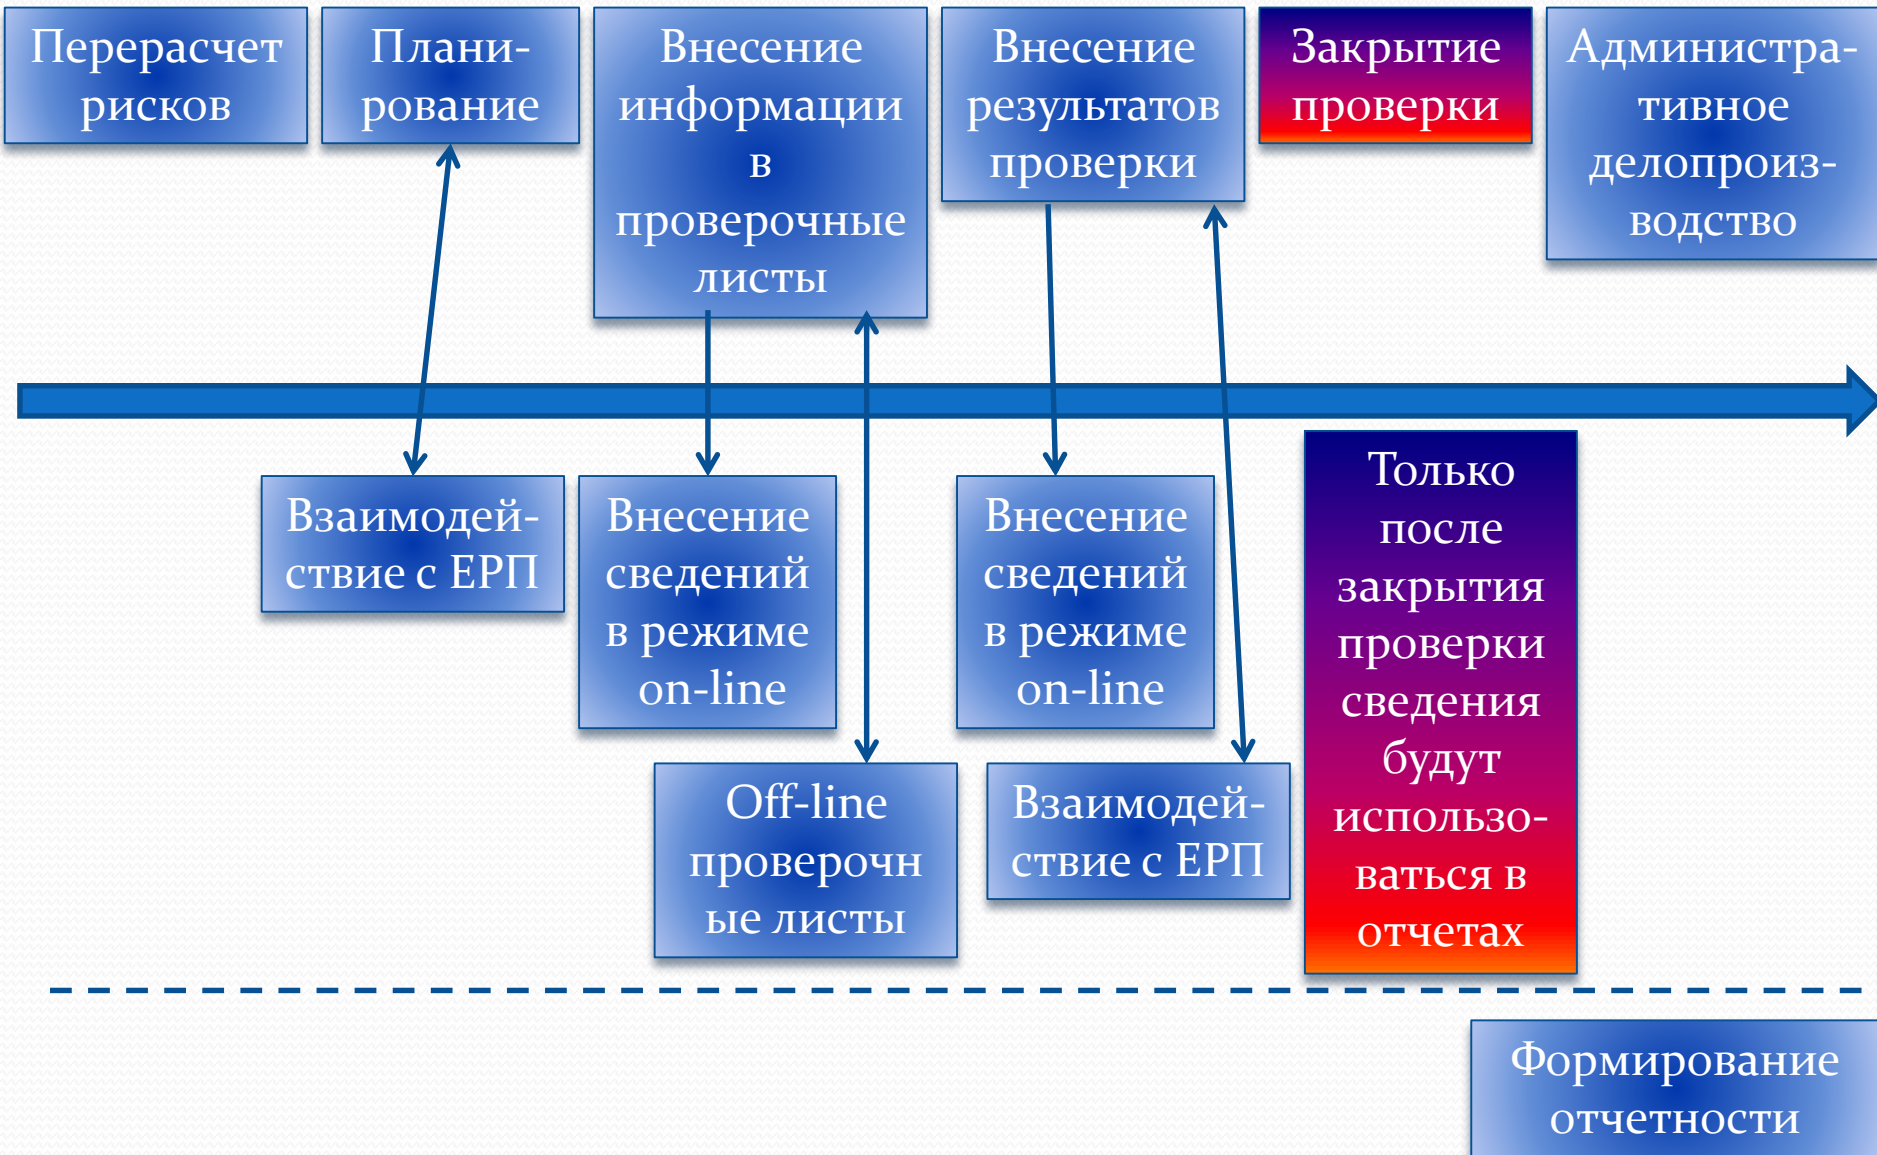 Перерасчет
рисков
Плани-
рование
Внесение
информации
в
проверочные
листы
Внесение
результатов
проверки
Закрытие
проверки
Администра-
тивное
делопроиз-
водство
Взаимодей-
ствие с ЕРП
Внесение
сведений
в режиме
on-line
Off-line
проверочн
ые листы
Внесение
сведений
в режиме
on-line
Взаимодей-
ствие с ЕРП
Только
после
закрытия
проверки
сведения
будут
использо-
ваться в
отчетах
Формирование
отчетности